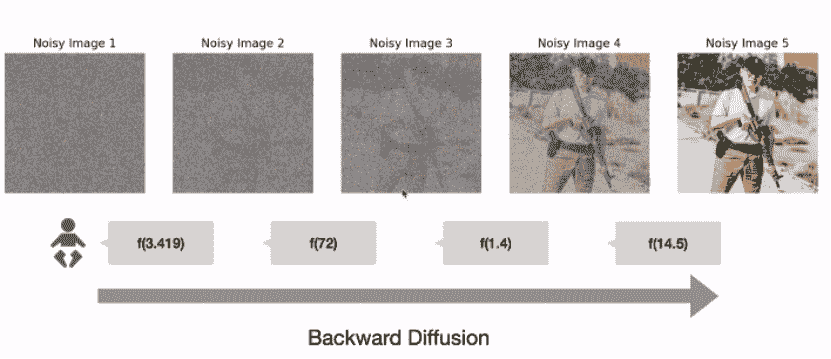 Noisy Image 1
Noisy Image 2
Noisy Image 3
Noisy Image 4
Noisy Image 5
f(3.419)
f(72)
f(1.4)
f(14.5)
Backward Diffusion